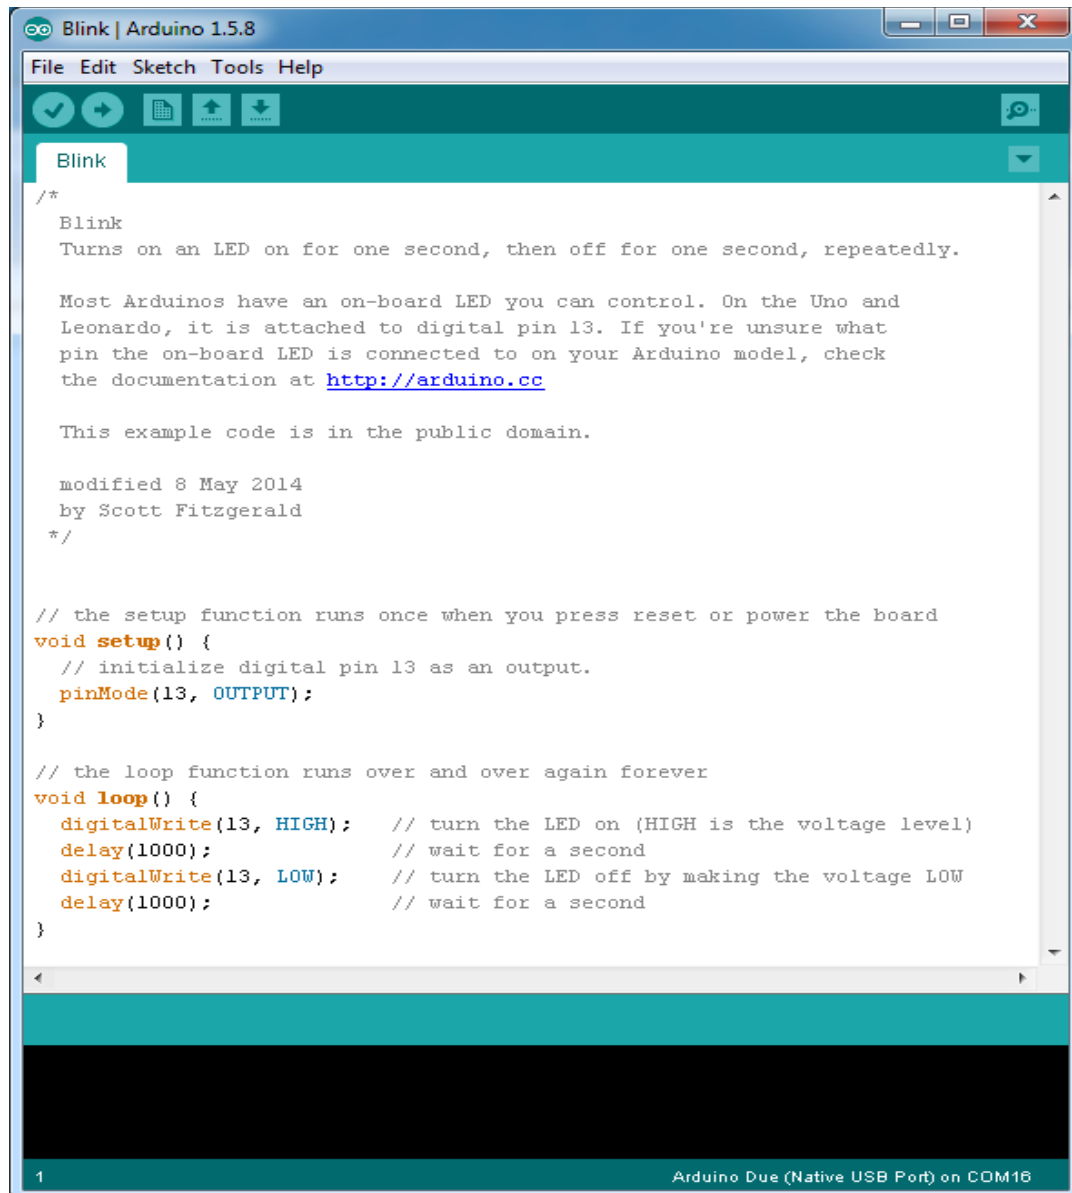 Blink | Arduino 1.5.8
File Edit Sketch Tools Help
Blink
/*
  Blink
  Turns on an LED on for one second, then off for one second, repeatedly.

  Most Arduinos have an on-board LED you can control. On the Uno and
  Leonardo, it is attached to digital pin 13. If you're unsure what
  pin the on-board LED is connected to on your Arduino model, check
  the documentation at http://arduino.cc

  This example code is in the public domain.

  modified 8 May 2014
  by Scott Fitzgerald
 */

// the setup function runs once when you press reset or power the board
void setup() {
  // initialize digital pin 13 as an output.
  pinMode(13, OUTPUT);
}

// the loop function runs over and over again forever
void loop() {
  digitalWrite(13, HIGH);   // turn the LED on (HIGH is the voltage level)
  delay(1000);              // wait for a second
  digitalWrite(13, LOW);    // turn the LED off by making the voltage LOW
  delay(1000);              // wait for a second
}
1 Arduino Due (Native USB Port) on COM16